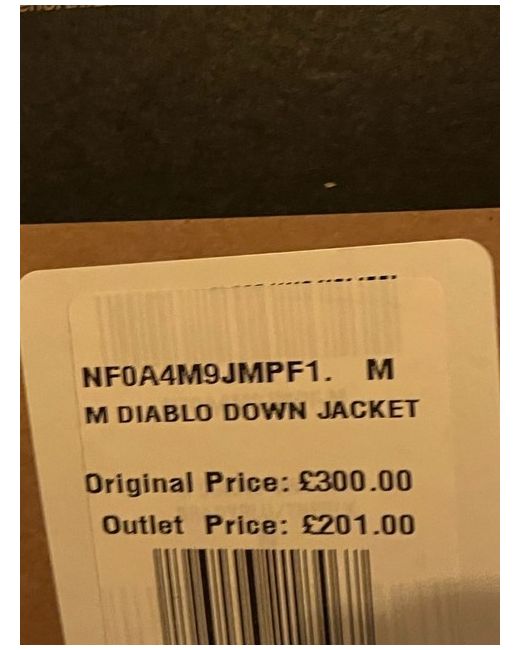 NF0A4M9JMPF1. M
M DIABLO DOWN JACKET
Original Price: £300.00
Outlet Price: £201.00